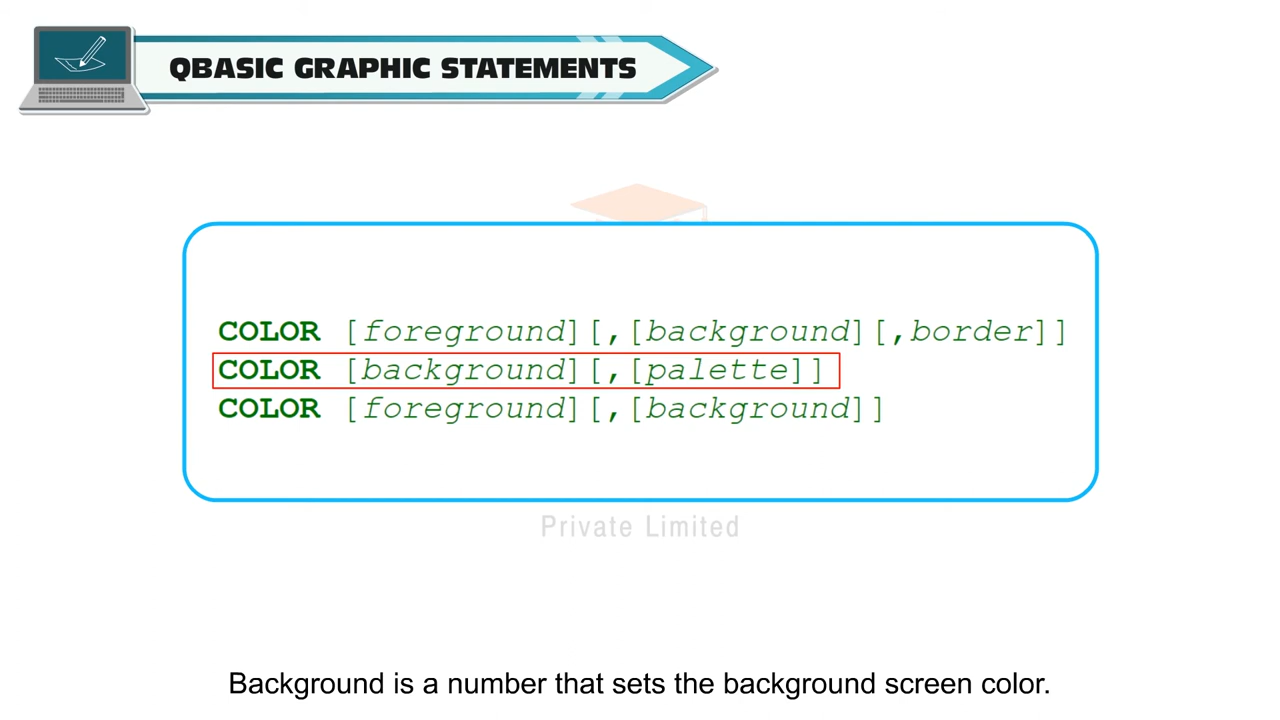 QBASIC GRAPHIC STATEMENTS
COLOR [foreground][,[background][,border]]
COLOR [background][,[palette]]
COLOR [foreground][,[background]]
Private Limited
Background is a number that sets the background screen color.